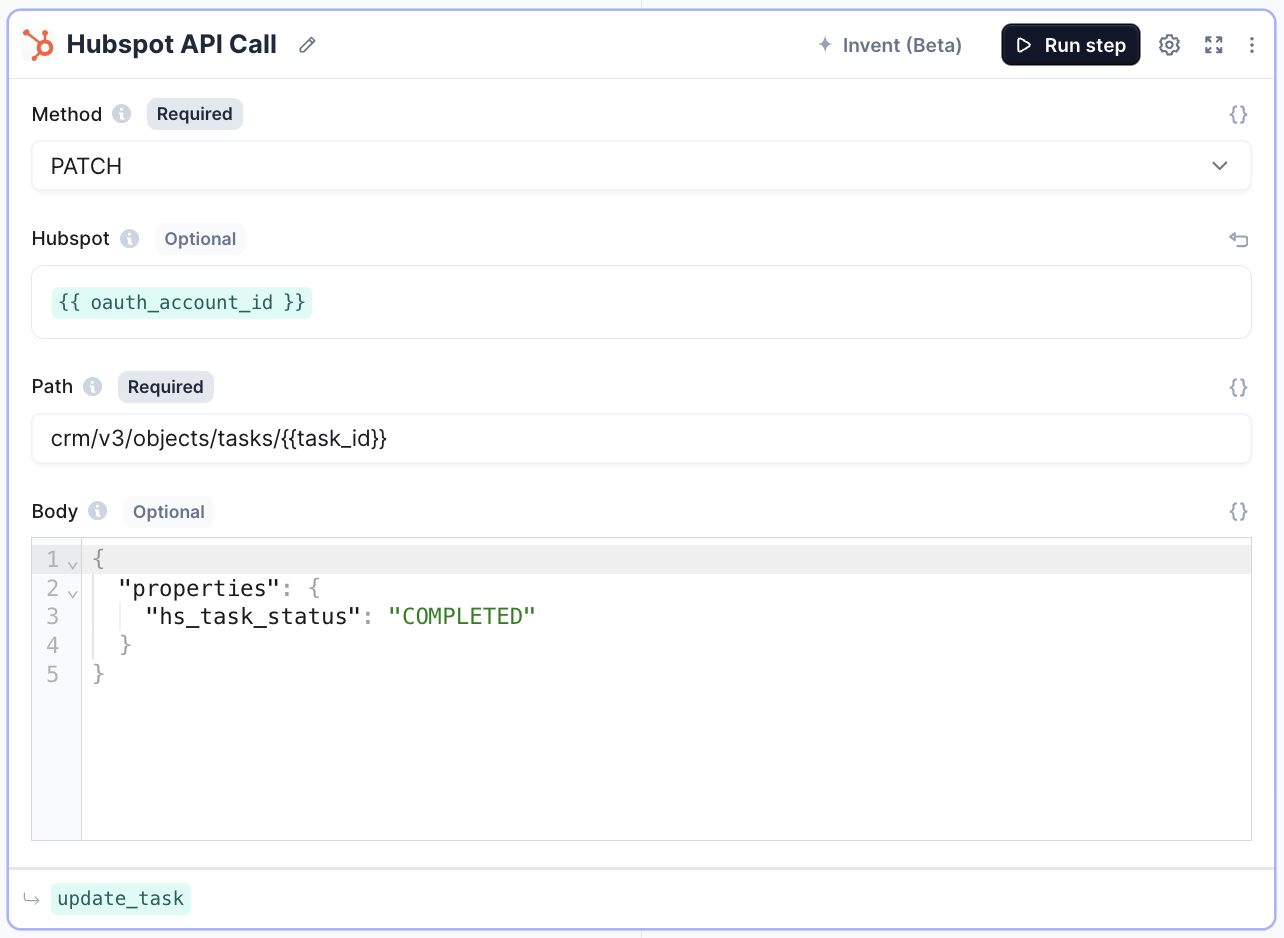 Hubspot API Call
Invent (Beta)
Run step
Method
Required
{}
PATCH
Hubspot
Optional
{{ oauth_account_id }}
Path
Required
{}
crm/v3/objects/tasks/{{task_id}}
Body
Optional
{}
1 {
2 "properties": {
3 "hs_task_status": "COMPLETED"
4 }
5 }
update_task